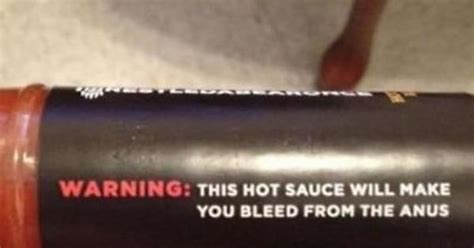 WARNING: THIS HOT SAUCE WILL MAKE
YOU BLEED FROM THE ANUS